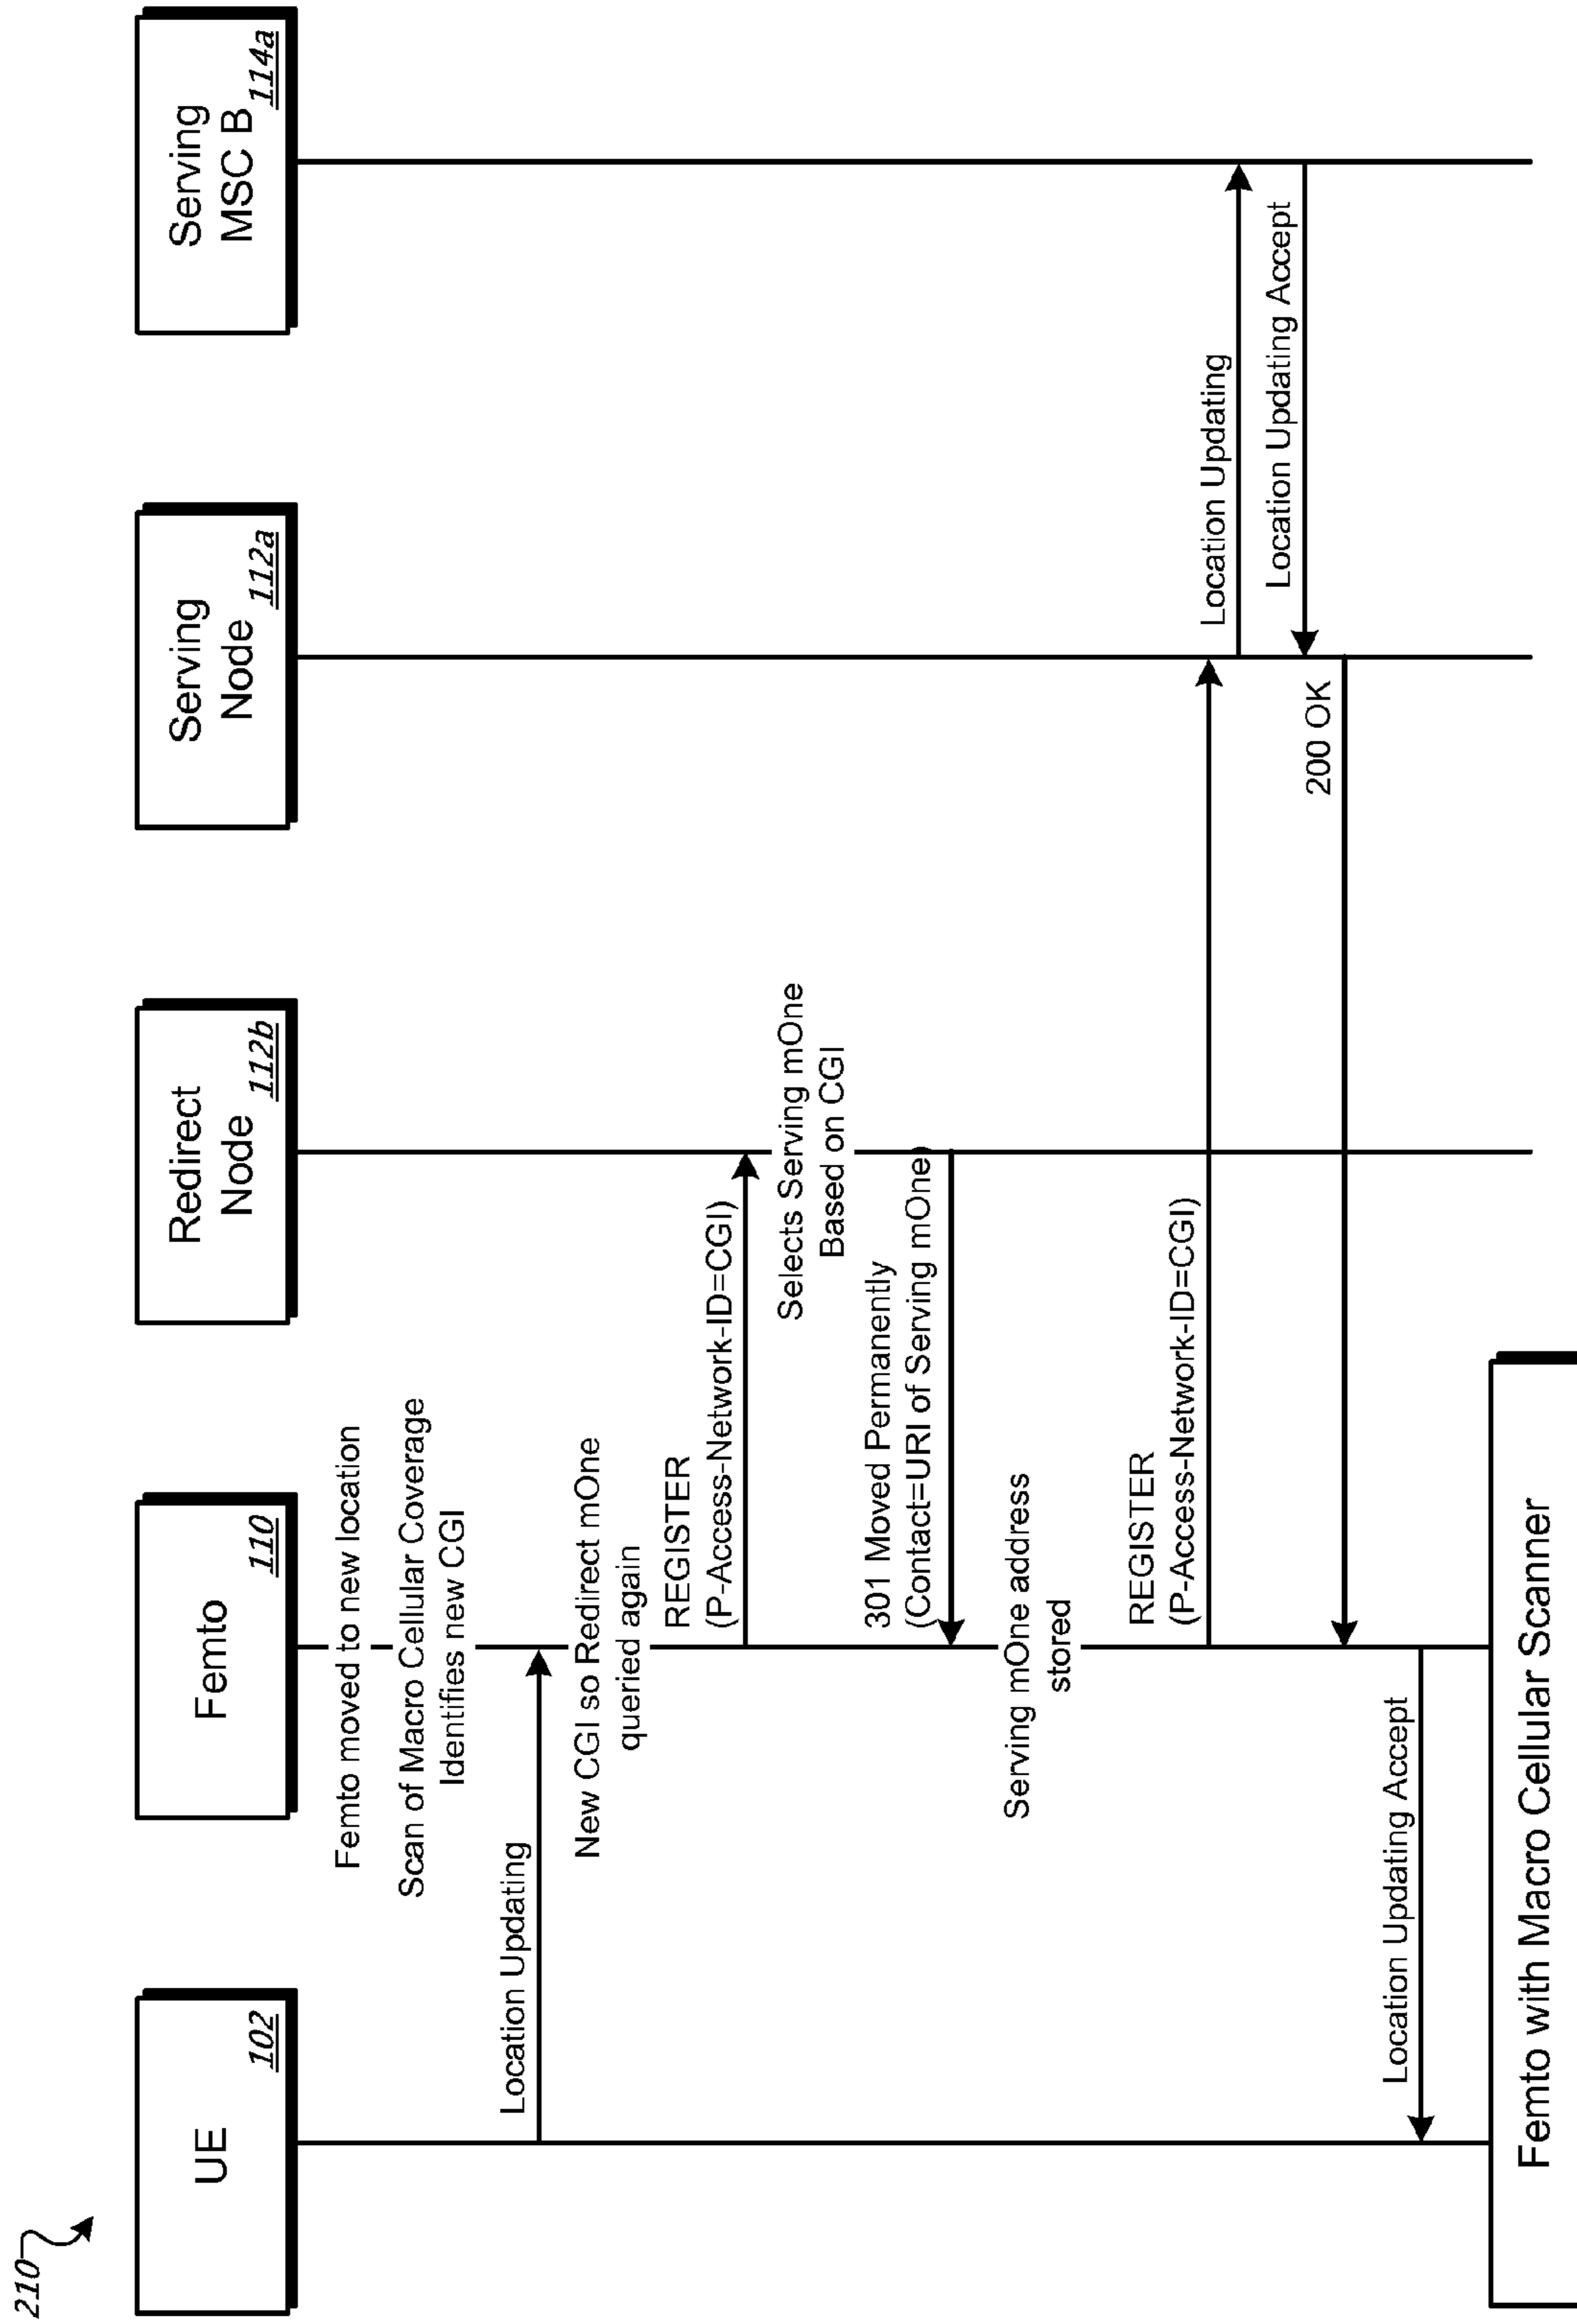 210
UE
102
Femto
110
Redirect
Node
112b
Serving
Node
112a
Serving
MSC B
114a
Femto moved to new location
Scan of Macro Cellular Coverage
Identifies new CGI
Location Updating
New CGI so Redirect mOne
queried again
REGISTER
(P-Access-Network-ID=CGI)
Selects Serving mOne
Based on CGI
301 Moved Permanently
(Contact=URI of Serving mOne)
Serving mOne address
stored
REGISTER
(P-Access-Network-ID=CGI)
Location Updating
Location Updating Accept
200 OK
Location Updating Accept
Femto with Macro Cellular Scanner